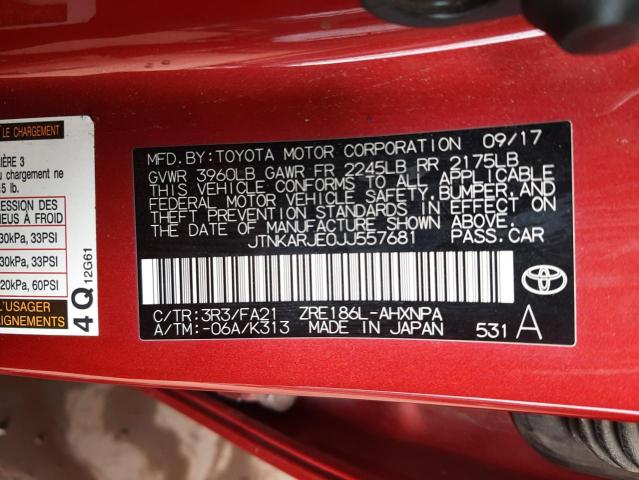 LE CHARGEMENT
IÈRE 3
u chargement ne
5 lb.
RESSION DES
NEUS À FROID
30kPa, 33PSI
30kPa, 33PSI
20kPa, 60PSI
L'USAGER
IGNEMENTS
4Q 12G61
MFD. BY: TOYOTA MOTOR CORPORATION 09/17
GVWR 3960LB GAWR FR 2245LB RR 2175LB
THIS VEHICLE CONFORMS TO ALL APPLICABLE
FEDERAL MOTOR VEHICLE SAFETY, BUMPER, AND
THEFT PREVENTION STANDARDS IN EFFECT ON
THE DATE OF MANUFACTURE SHOWN ABOVE.
JTNKARJE0JJ557681 PASS. CAR
C/TR: 3R3/FA21 ZRE186L-AHXNPA
A/TM: -06A/K313 MADE IN JAPAN 531 A